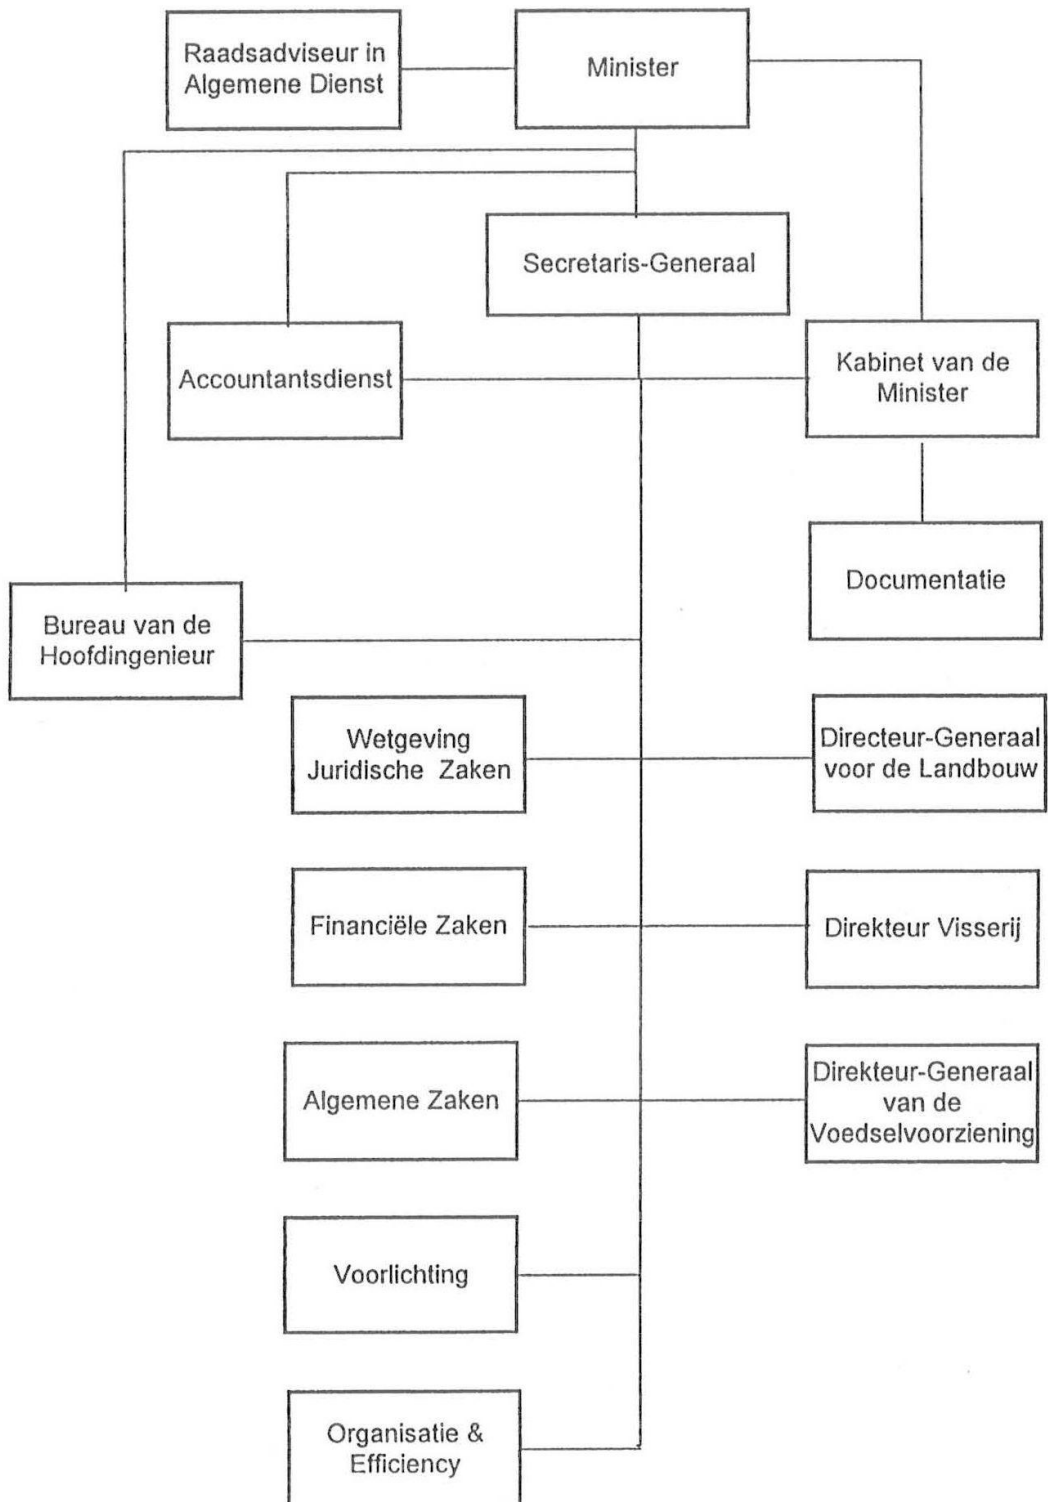 Raadsadviseur in
Algemene Dienst
Minister
Secretaris-Generaal
Accountantsdienst
Kabinet van de
Minister
Documentatie
Bureau van de
Hoofdingenieur
Wetgeving
Juridische Zaken
Directeur-Generaal
voor de Landbouw
Financiële Zaken
Direkteur Visserij
Algemene Zaken
Direkteur-Generaal
van de
Voedselvoorziening
Voorlichting
Organisatie &
Efficiency